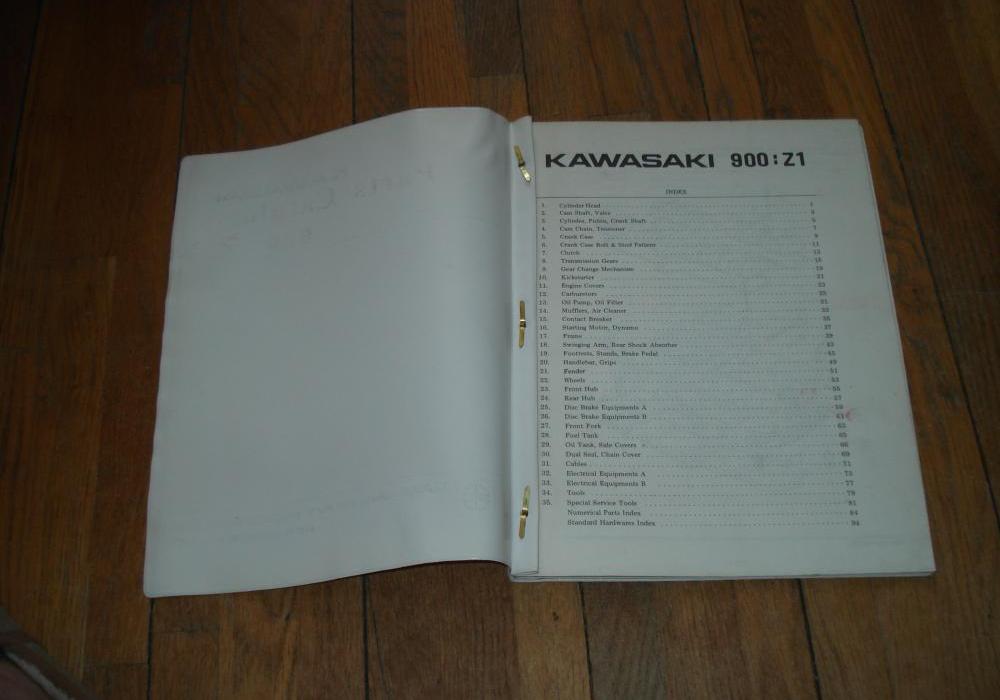 KAWASAKI 900:Z1
INDEX
1. Cylinder Head 1
2. Cam Shaft, Valve 3
3. Cylinder, Piston, Crank Shaft 5
4. Cam Chain, Tensioner 7
5. Crank Case 9
6. Crank Case Bolt & Stud Pattern 11
7. Clutch 13
8. Transmission Gears 15
9. Gear Change Mechanism 19
10. Kickstarter 21
11. Engine Covers 23
12. Carburetors
13. Oil Pump, Oil Filter 31
14. Mufflers, Air Cleaner 33
15. Contact Breaker 35
16. Starting Motor, Dynamo 37
17. Frame 39
18. Swinging Arm, Rear Shock Absorber 43
19. Footrests, Stands, Brake Pedal 45
20. Handlebar, Grips 49
21. Fender 51
22. Wheels 53
23. Front Hub 55
24. Rear Hub 57
25. Disc Brake Equipments A 59
26. Disc Brake Equipments B 61
27. Front Fork 63
28. Fuel Tank 65
29. Oil Tank, Side Covers
30. Dual Seal, Chain Cover 69
31. Cables 71
32. Electrical Equipments A 73
33. Electrical Equipments B 77
34. Tools 79
35. Special Service Tools 81
Numerical Parts Index 84
Standard Hardwares Index 94